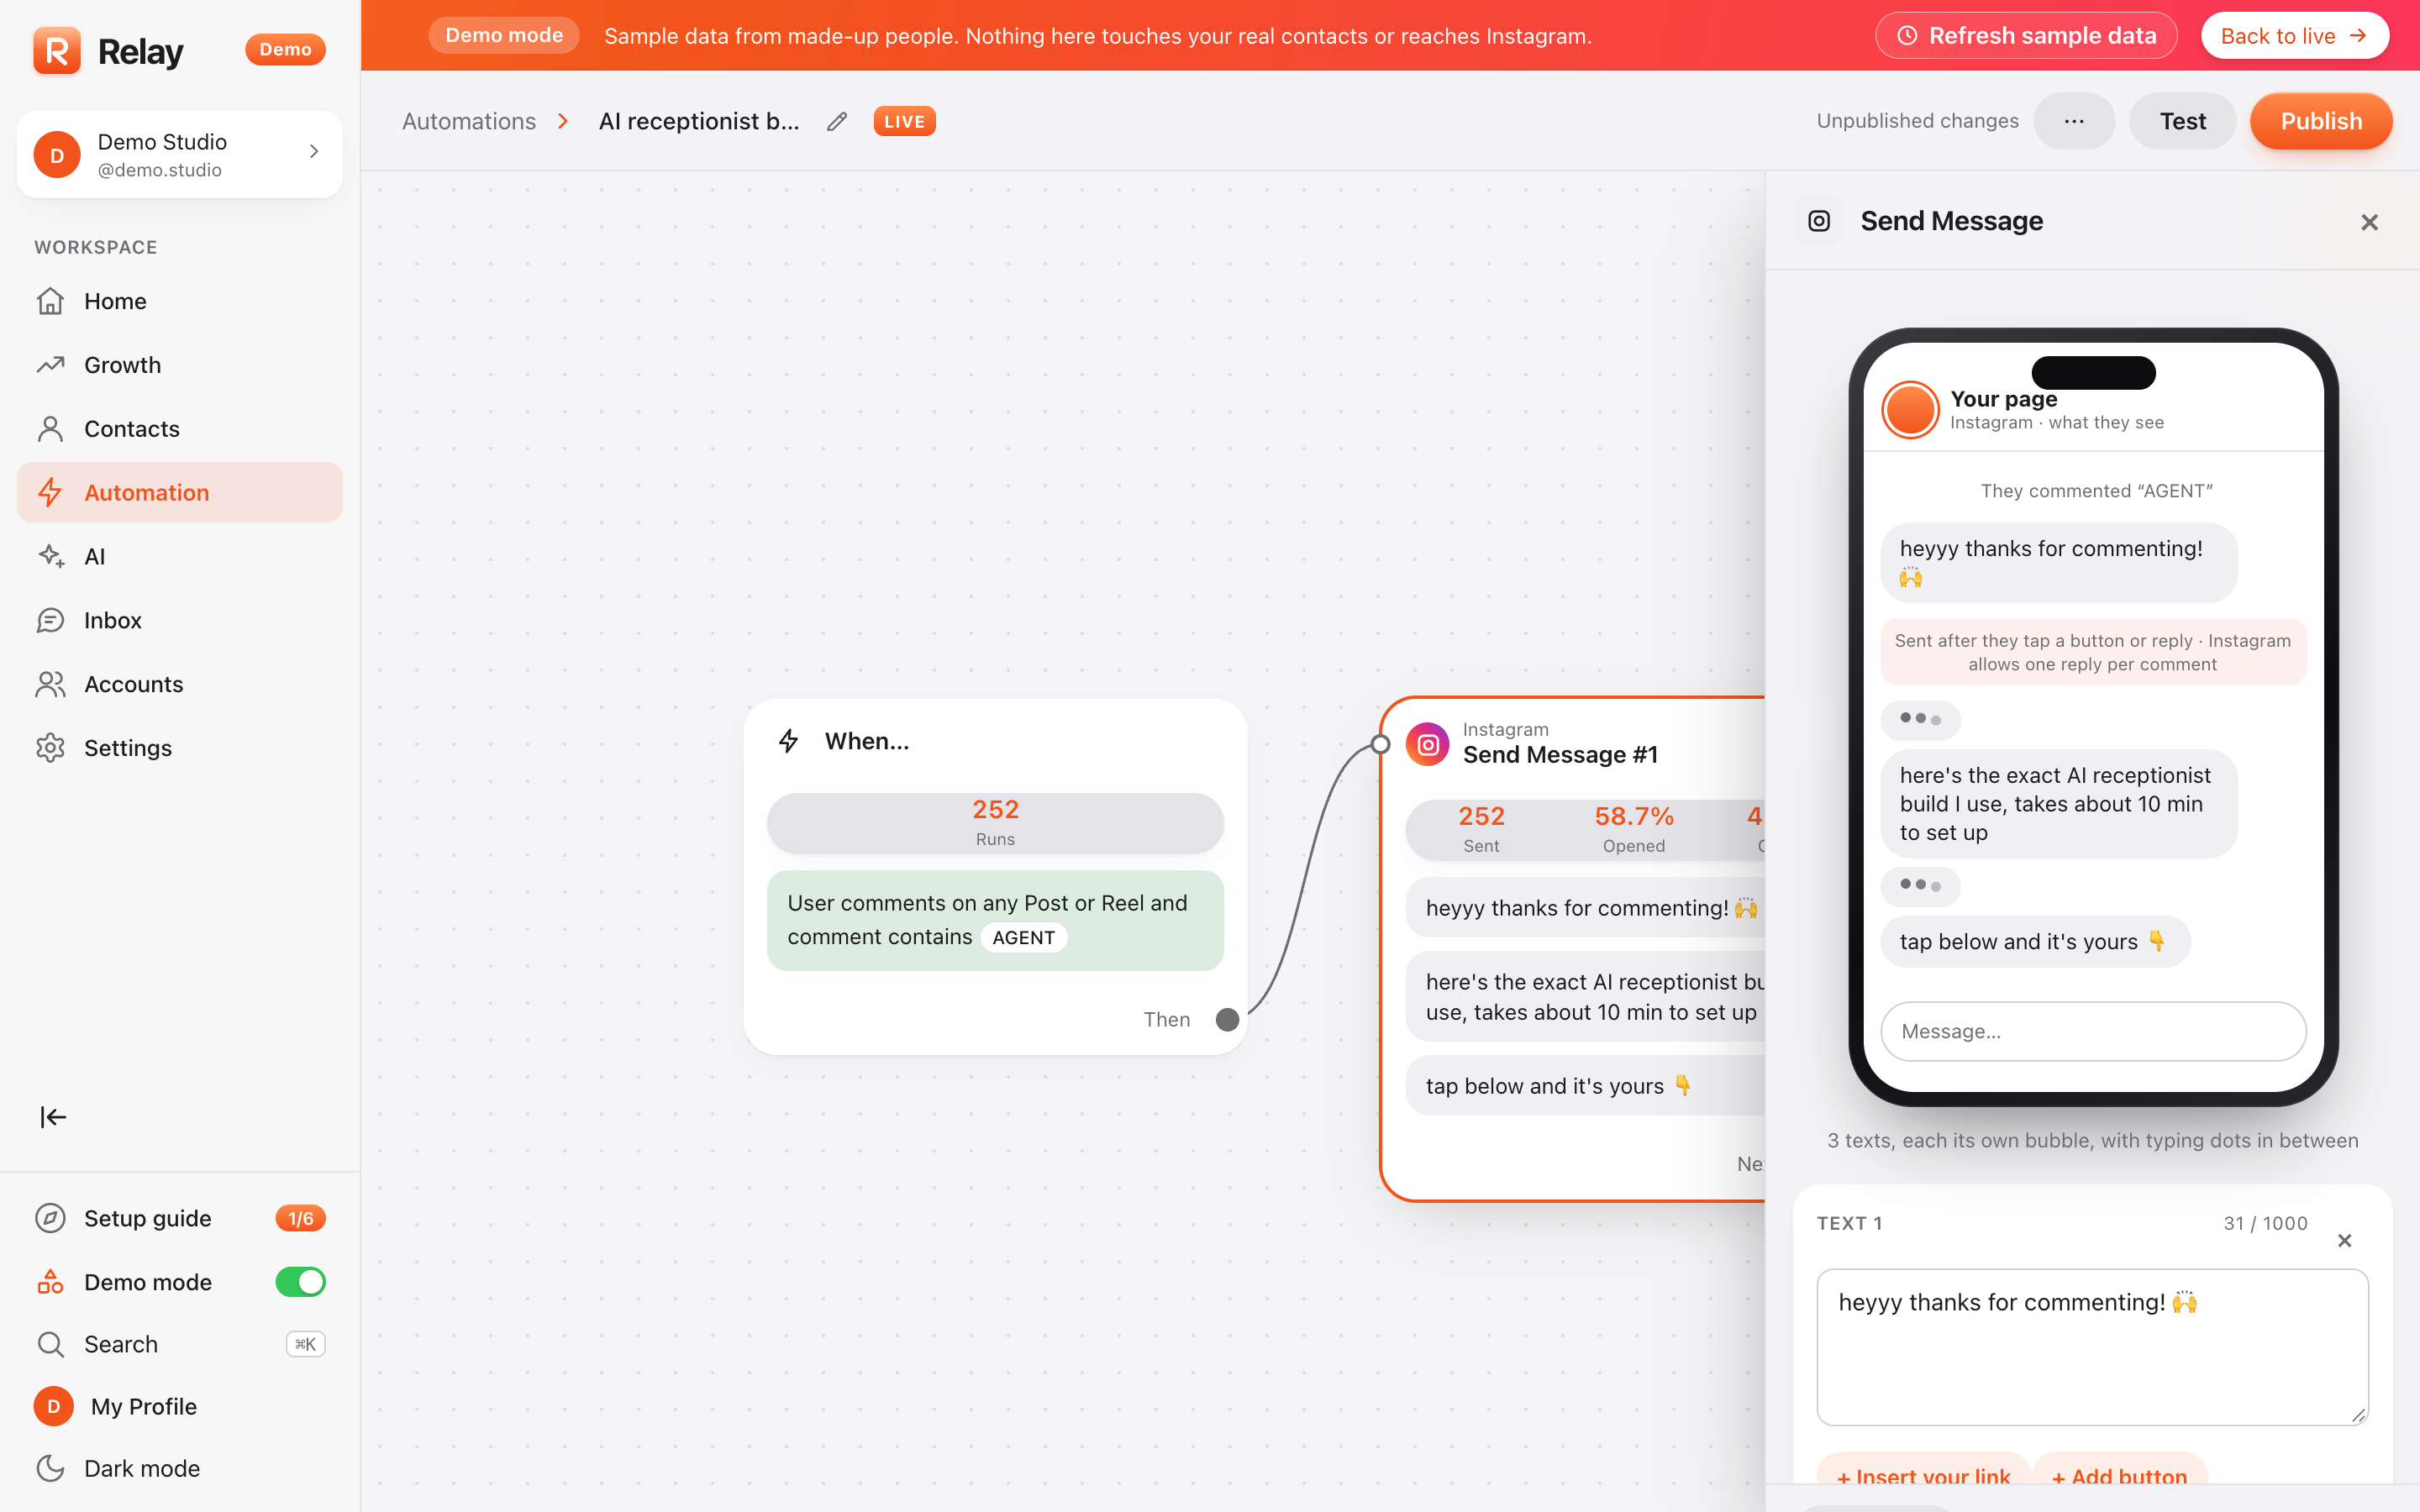 Relay
Demo
Demo mode
Sample data from made-up people. Nothing here touches your real contacts or reaches Instagram.
Refresh sample data
Back to live →
D
Demo Studio
@demo.studio
WORKSPACE
Home
Growth
Contacts
Automation
AI
Inbox
Accounts
Settings
Setup guide
1/6
Demo mode
Search
⌘K
D
My Profile
Dark mode
Automations
AI receptionist b...
LIVE
Unpublished changes
...
Test
Publish
When...
252
Runs
User comments on any Post or Reel and
comment contains AGENT
Then
Instagram
Send Message #1
252
Sent
58.7%
Opened
4
heyyy thanks for commenting! 🙌
here's the exact AI receptionist bu
use, takes about 10 min to set up
tap below and it's yours 👇
Send Message
Your page
Instagram · what they see
They commented “AGENT”
heyyy thanks for commenting!
🙌
Sent after they tap a button or reply · Instagram
allows one reply per comment
here's the exact AI receptionist
build I use, takes about 10 min
to set up
tap below and it's yours 👇
Message...
3 texts, each its own bubble, with typing dots in between
TEXT 1
31 / 1000
heyyy thanks for commenting! 🙌
+ Insert your link
+ Add button